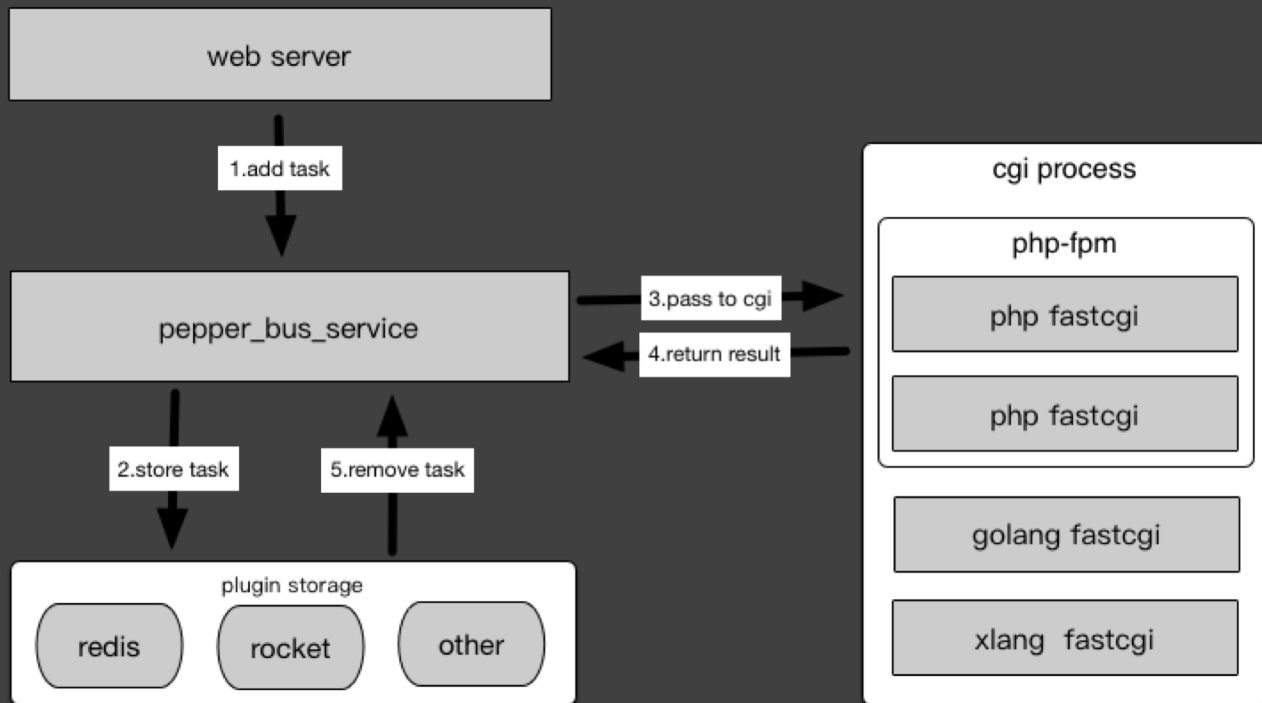 web server
1.add task
pepper_bus_service
3.pass to cgi
4.return result
2.store task
5.remove task
plugin storage
redis
rocket
other
cgi process
php-fpm
php fastcgi
php fastcgi
golang fastcgi
xlang fastcgi